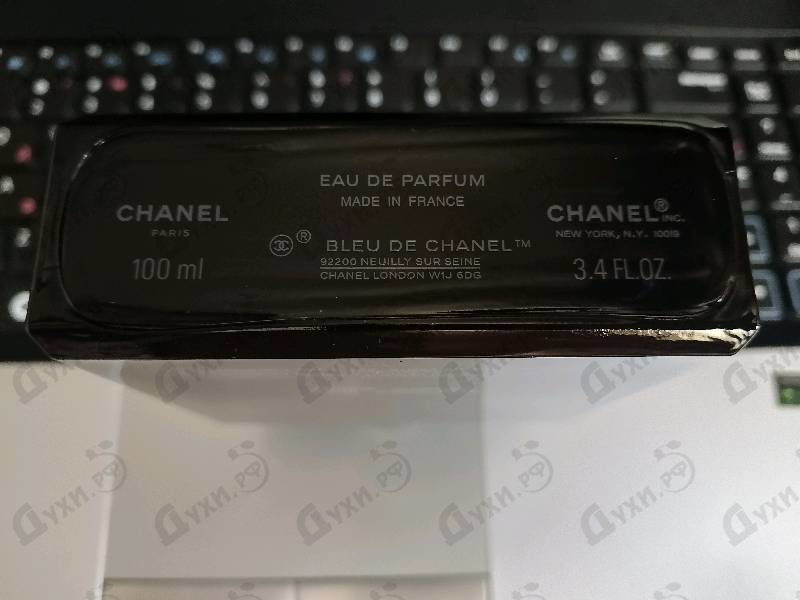 EAU DE PARFUM
MADE IN FRANCE
CHANEL
PARIS
100 ml
® BLEU DE CHANEL™
92200 NEUILLY SUR SEINE
CHANEL LONDON W1J 6DG
CHANEL® INC.
NEW YORK, N.Y. 10019
3.4 FL.OZ.
Духи.рф